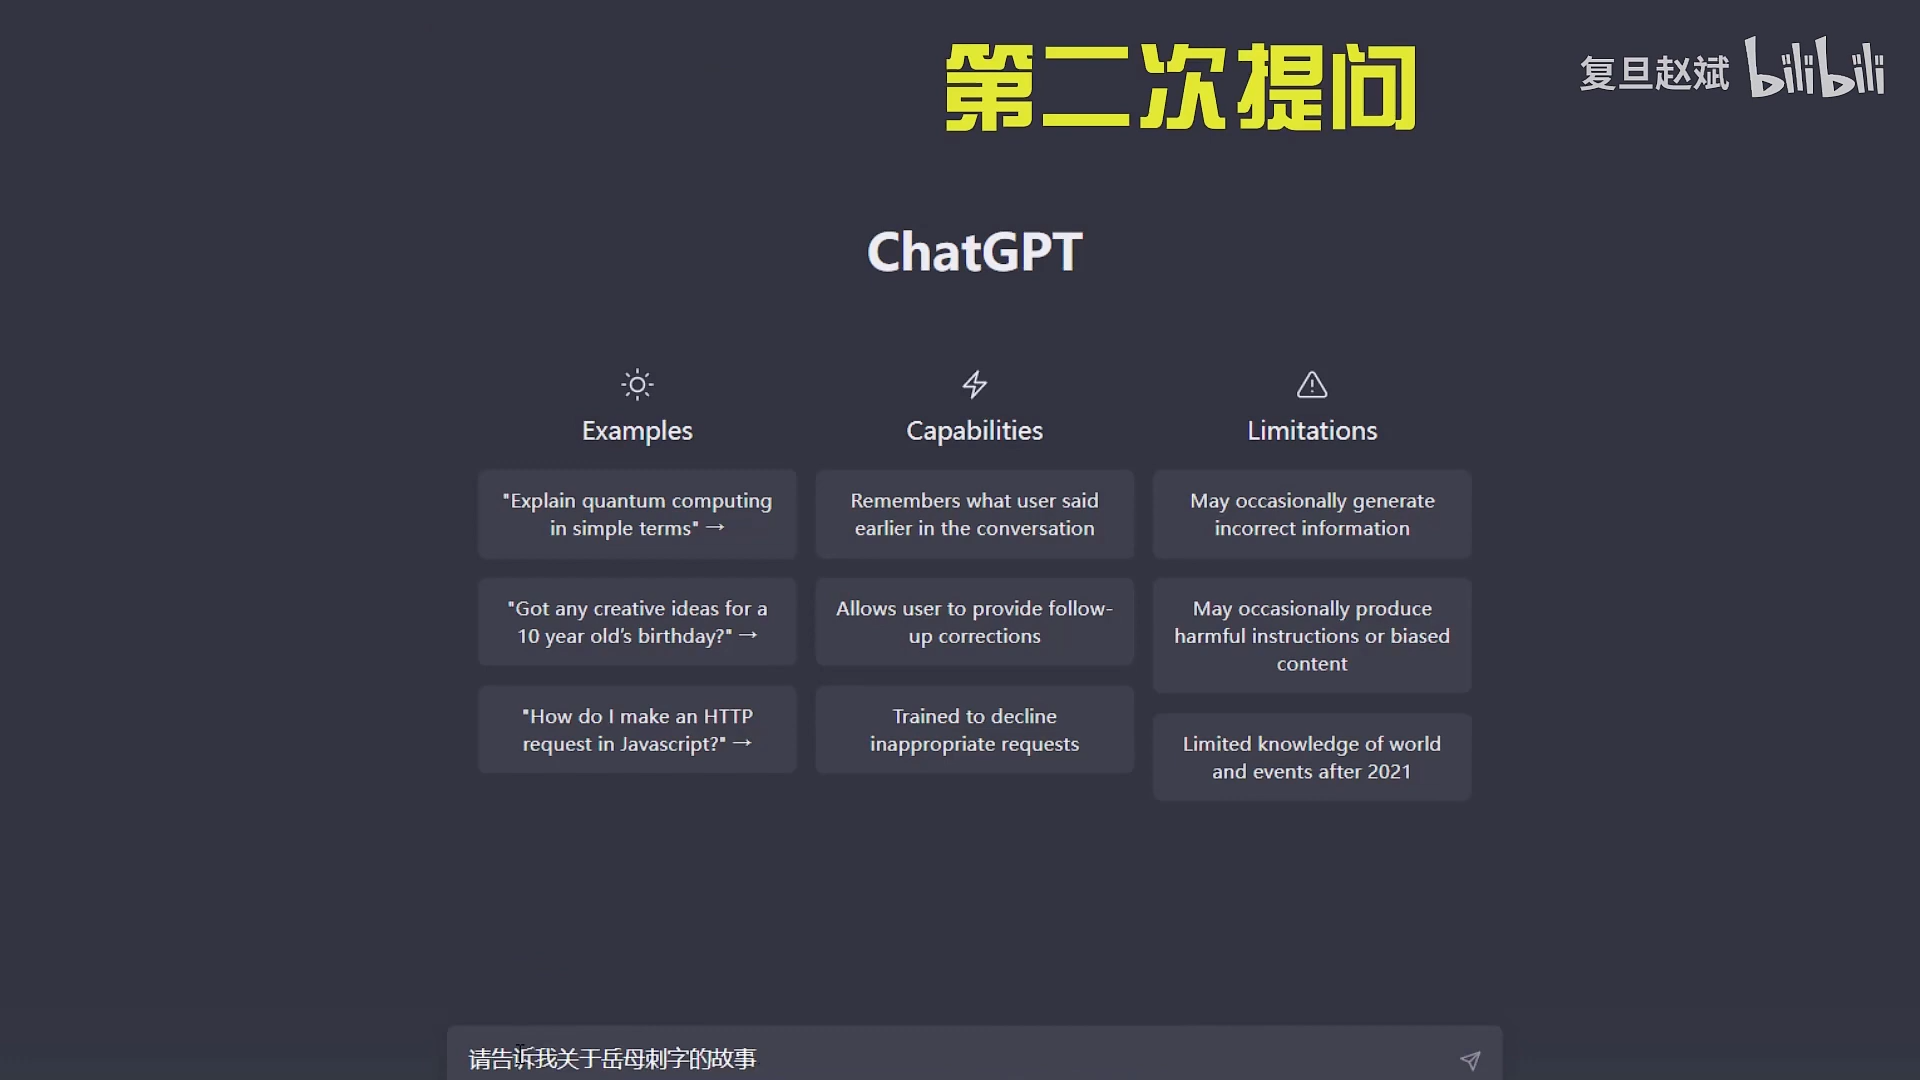 第二次提问
复旦赵斌 bilibili
ChatGPT
Examples
"Explain quantum computing
in simple terms" →
"Got any creative ideas for a
10 year old's birthday?" →
"How do I make an HTTP
request in Javascript?" →
Capabilities
Remembers what user said
earlier in the conversation
Allows user to provide follow-
up corrections
Trained to decline
inappropriate requests
Limitations
May occasionally generate
incorrect information
May occasionally produce
harmful instructions or biased
content
Limited knowledge of world
and events after 2021
请告诉我关于岳母刺字的故事